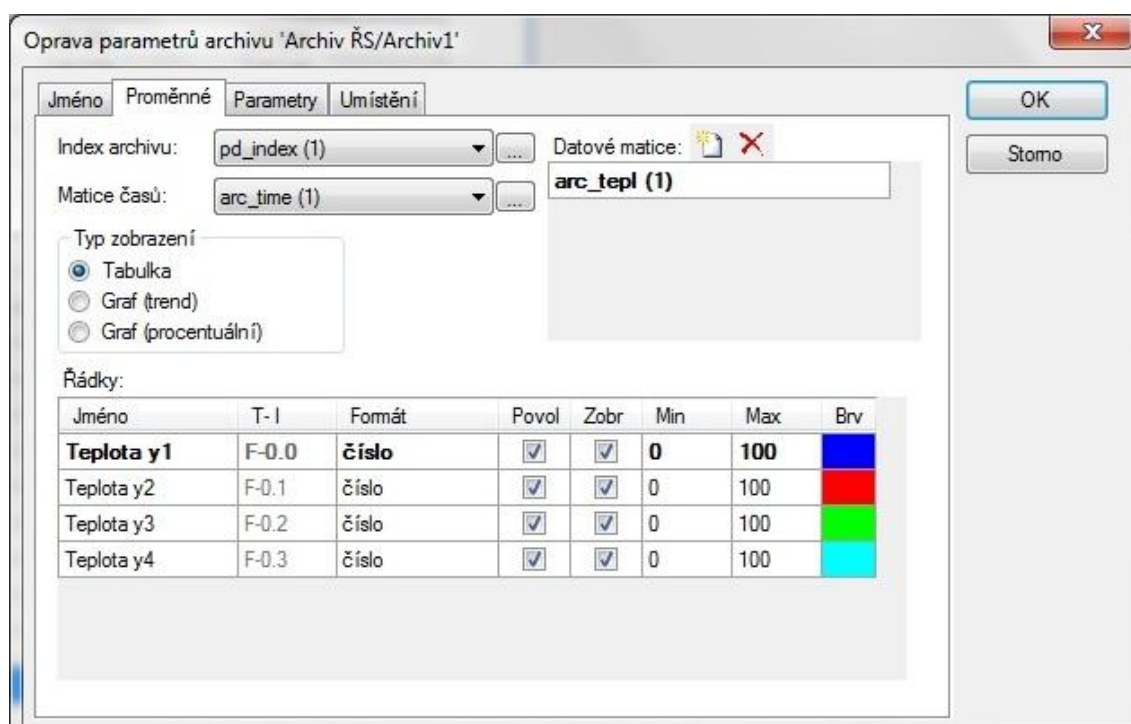 Oprava parametrů archivu 'Archiv ŘS/Archiv1'
Jméno Proměnné Parametry Umístění
OK
Storno
Index archivu: pd_index (1) ...
Datové matice:
arc_tepl (1)
Matice časů: arc_time (1) ...
Typ zobrazení
Tabulka
Graf (trend)
Graf (procentuální)
Řádky:
Jméno T- I Formát Povol Zobr Min Max Brv
Teplota y1 F-0.0 číslo 0 100
Teplota y2 F-0.1 číslo 0 100
Teplota y3 F-0.2 číslo 0 100
Teplota y4 F-0.3 číslo 0 100